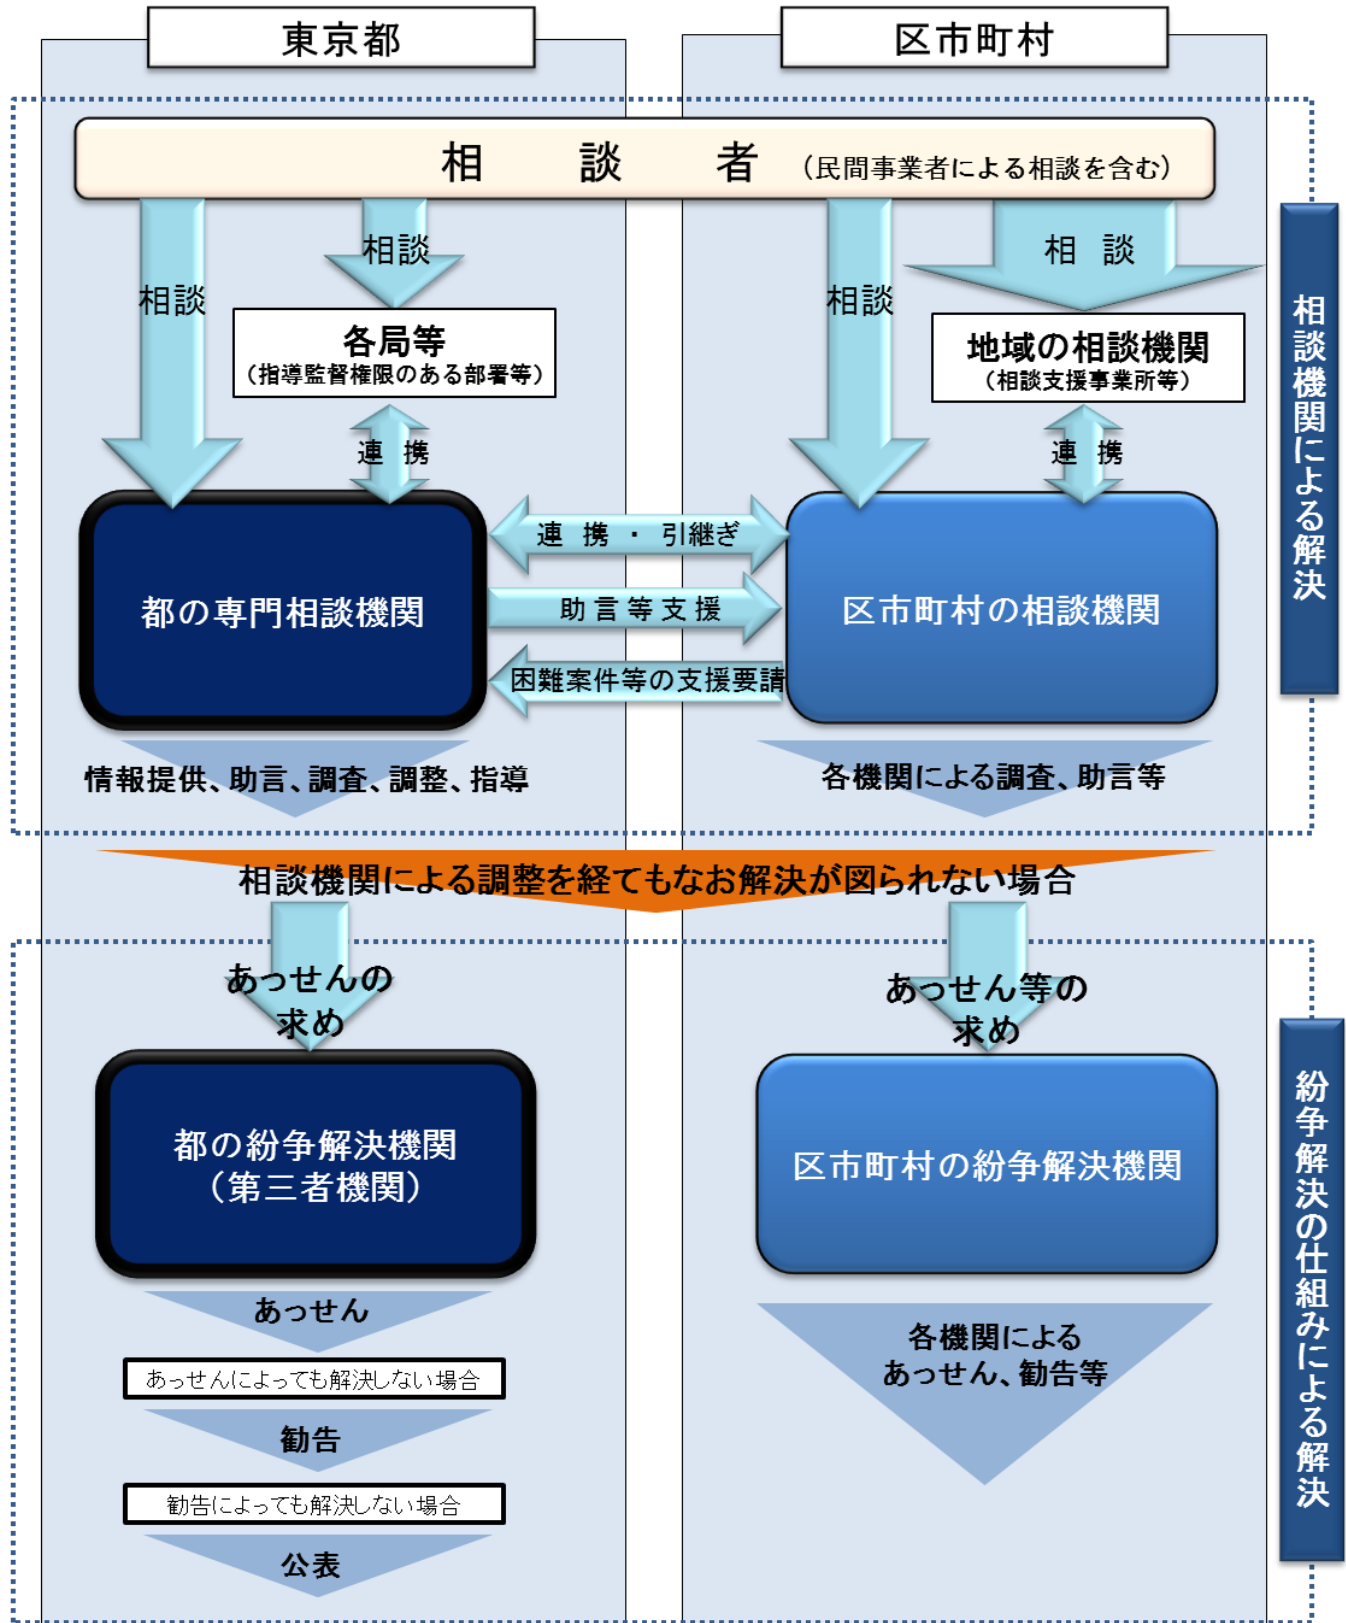 東京都
区市町村
相　談　者（民間事業者による相談を含む）
相談
相談
相談
相　談
各局等
（指導監督権限のある部署等）
地域の相談機関
（相談支援事業所等）
連　携
連　携
都の専門相談機関
連　携　・　引継ぎ
助言等支援
困難案件等の支援要請
区市町村の相談機関
情報提供、助言、調査、調整、指導
各機関による調査、助言等
相談機関による解決
相談機関による調整を経てもなお解決が図られない場合
あっせんの
求め
あっせん等の
求め
都の紛争解決機関
（第三者機関）
区市町村の紛争解決機関
あっせん
あっせんによっても解決しない場合
勧告
勧告によっても解決しない場合
公表
各機関による
あっせん、勧告等
紛争解決の仕組みによる解決